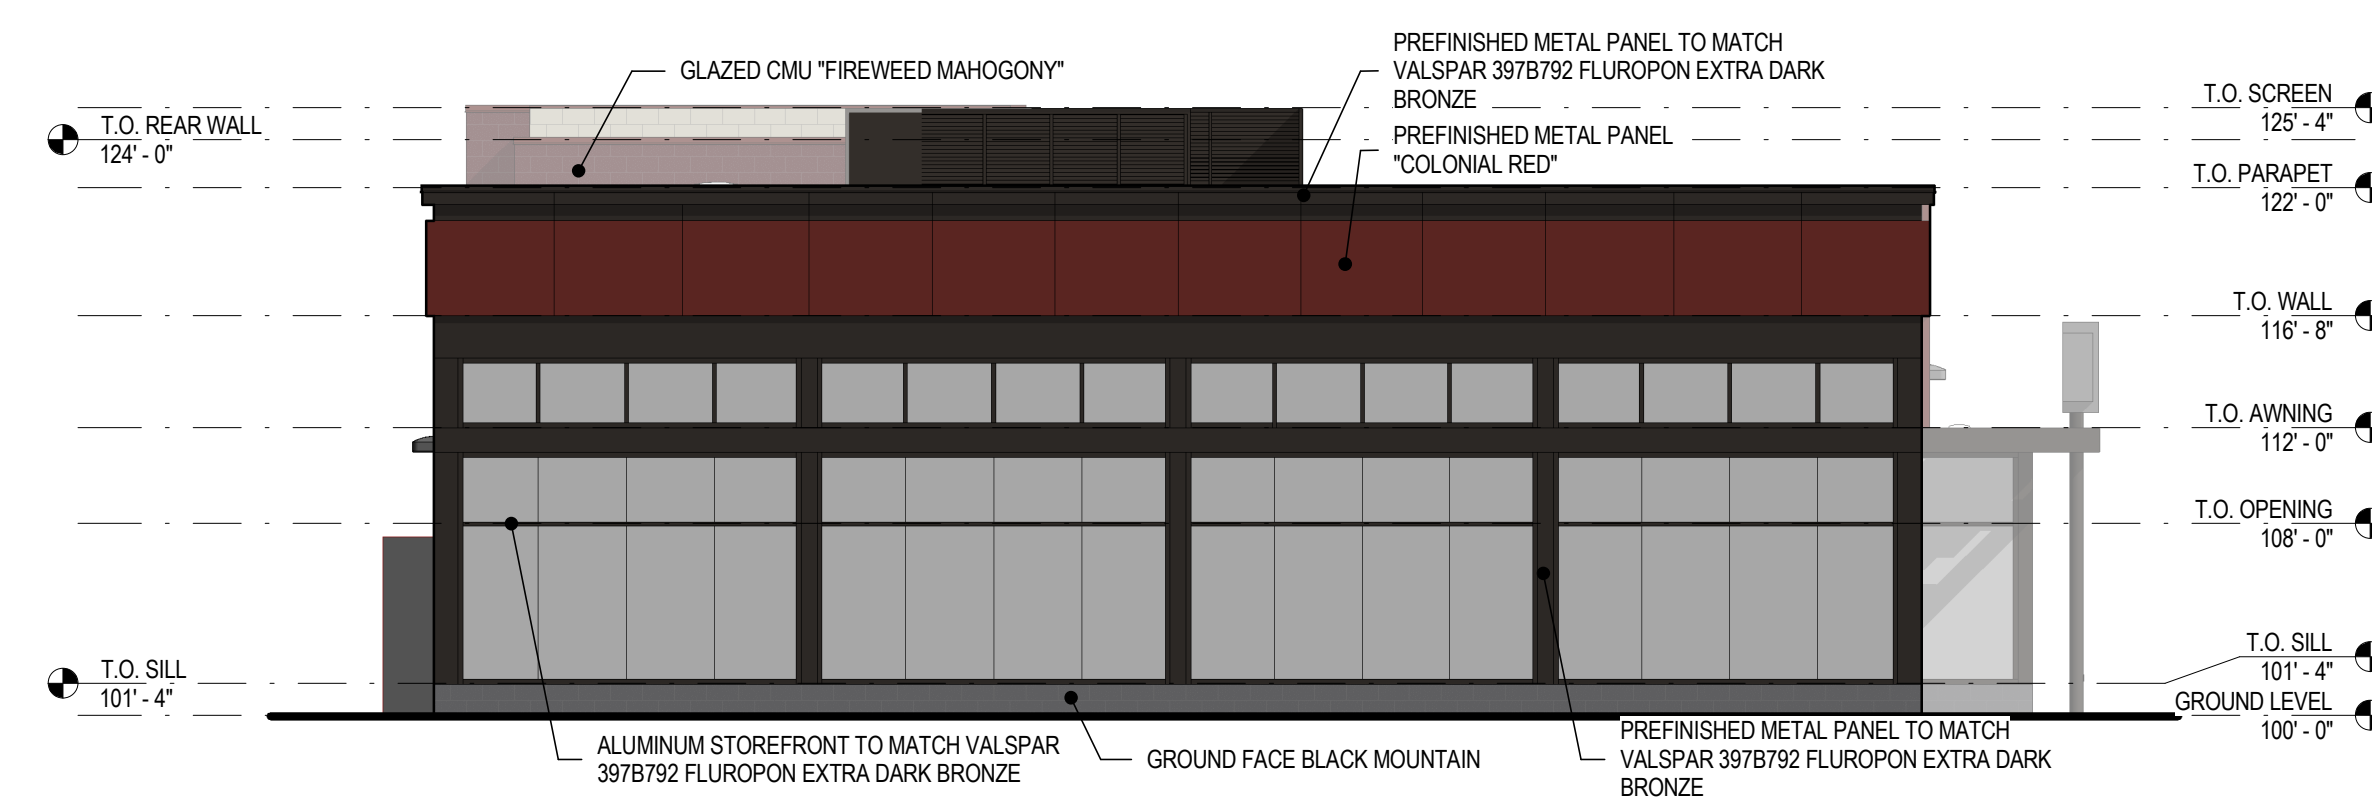 GLAZED CMU "FIREWEED MAHOGONY"
PREFINISHED METAL PANEL TO MATCH
VALSPAR 397B792 FLUROPON EXTRA DARK
BRONZE
PREFINISHED METAL PANEL
"COLONIAL RED"
T.O. REAR WALL
124' - 0"
T.O. SILL
101' - 4"
T.O. SCREEN
125' - 4"
T.O. PARAPET
122' - 0"
T.O. WALL
116' - 8"
T.O. AWNING
112' - 0"
T.O. OPENING
108' - 0"
T.O. SILL
101' - 4"
GROUND LEVEL
100' - 0"
ALUMINUM STOREFRONT TO MATCH VALSPAR
397B792 FLUROPON EXTRA DARK BRONZE
GROUND FACE BLACK MOUNTAIN
PREFINISHED METAL PANEL TO MATCH
VALSPAR 397B792 FLUROPON EXTRA DARK
BRONZE